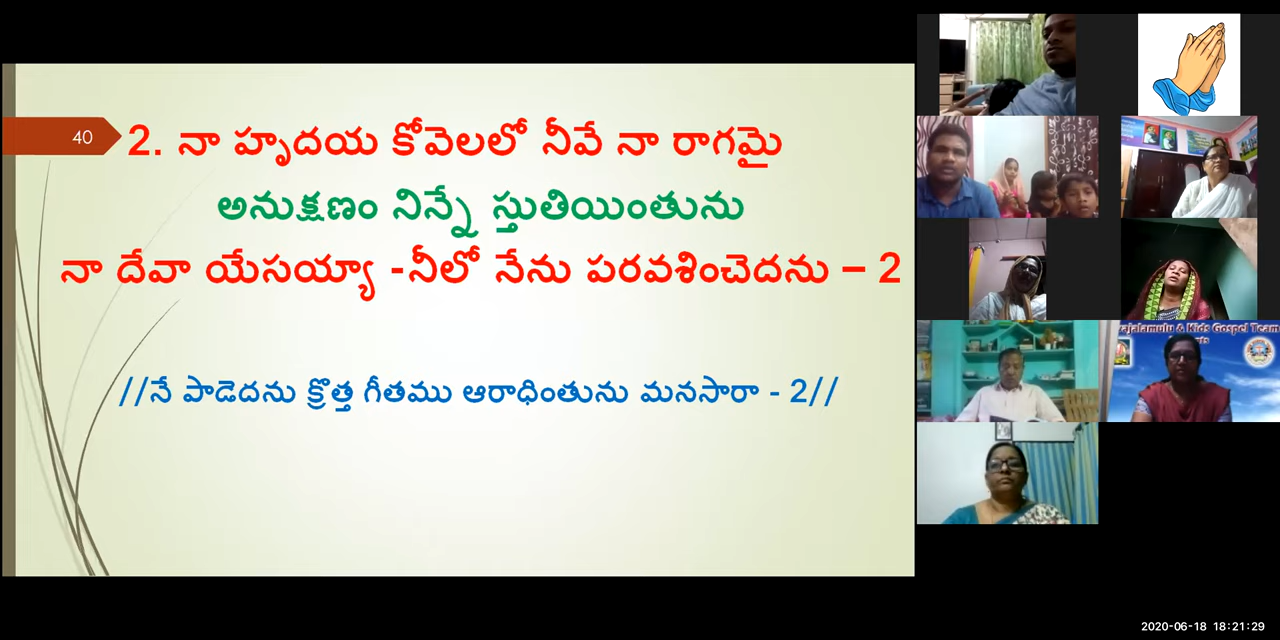 40
2. నా హృదయ కోవెలలో నీవే నా రాగమై
అనుక్షణం నిన్నే స్తుతియింతును
నా దేవా యేసయ్యా -నీలో నేను పరవశించెదను – 2
//నే పాడెదను క్రొత్త గీతము ఆరాధింతును మనసారా - 2//
ajalamulu & Kids Gospel Team
2020-06-18 18:21:29